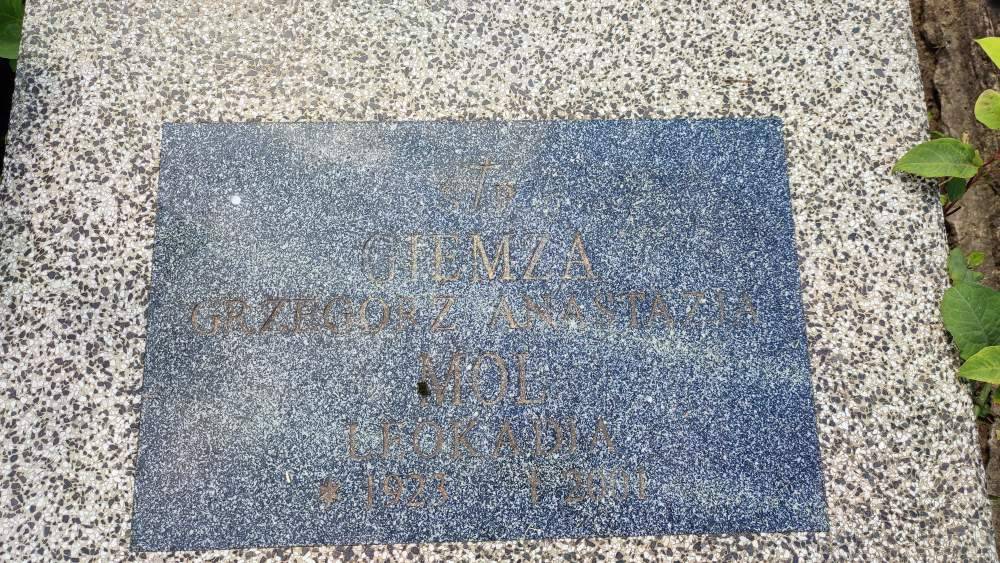 GIEMZA
GRZEGORZ ANASTAZJA
MOL
LEOKADIA
* 1923 † 2001